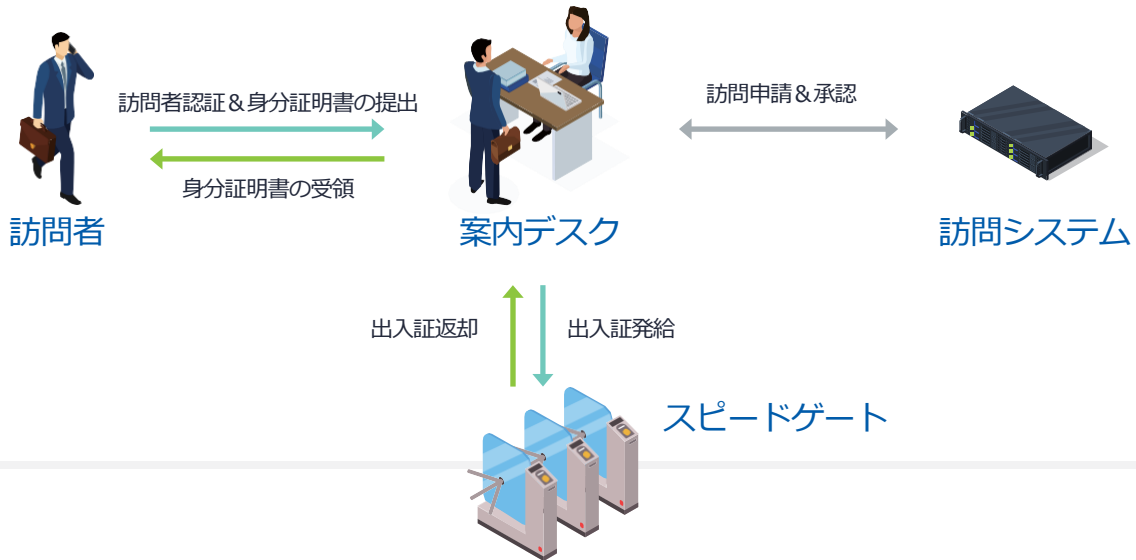 訪問者認証＆身分証明書の提出
身分証明書の受領
訪問申請＆承認
訪問者
案内デスク
訪問システム
出入証返却
出入証発給
スピードゲート